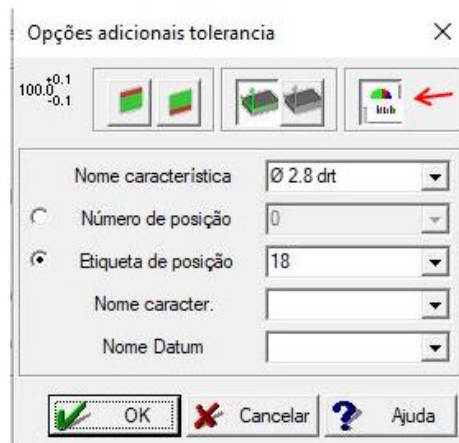 Opções adicionais tolerancia
100.0 +0.1 -0.1
Nome característica Ø 2.8 drt
Número de posição 0
Etiqueta de posição 18
Nome caracter.
Nome Datum
OK Cancelar ? Ajuda